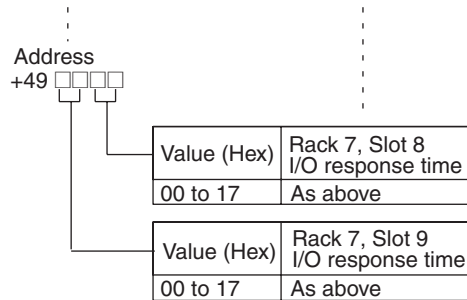 Address
+49 □□□□
Value (Hex) Rack 7, Slot 8
I/O response time
00 to 17 As above
Value (Hex) Rack 7, Slot 9
I/O response time
00 to 17 As above